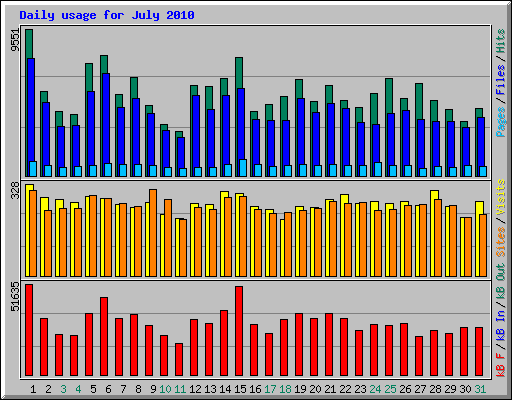 Daily usage for July 2010
9551
328
51635
Pages / Files / Hits
Sites / Visits
kB F / kB In / kB Out
1 2 3 4 5 6 7 8 9 10 11 12 13 14 15 16 17 18 19 20 21 22 23 24 25 26 27 28 29 30 31